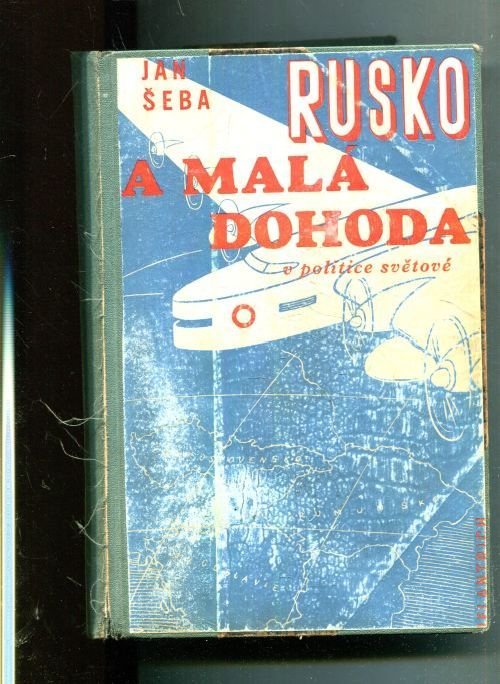 JAN
ŠEBA
RUSKO
A MALÁ
DOHODA
v politice světové